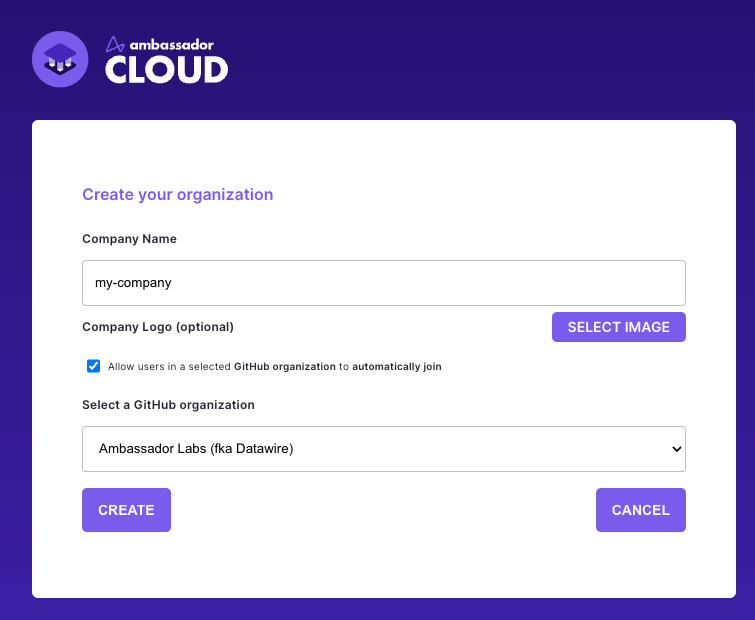 ambassador
CLOUD
Create your organization
Company Name
my-company
Company Logo (optional)
SELECT IMAGE
Allow users in a selected GitHub organization to automatically join
Select a GitHub organization
Ambassador Labs (fka Datawire)
CREATE
CANCEL